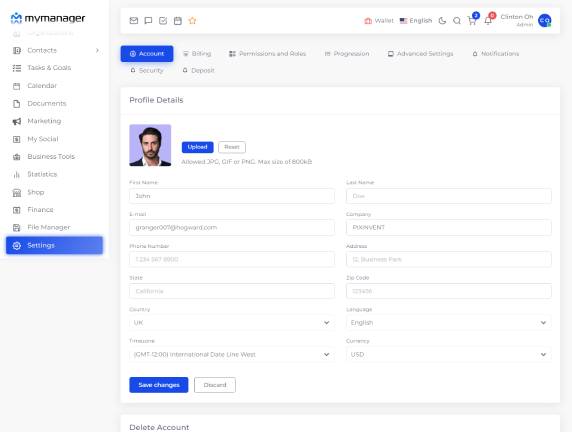 mymanager
Wallet
English
2
0
Clinton Oh
Admin
CO
Contacts
Tasks & Goals
Calendar
Documents
Marketing
My Social
Business Tools
Statistics
Shop
Finance
File Manager
Settings
Account
Billing
Permissions and Roles
Progression
Advanced Settings
Notifications
Security
Deposit
Profile Details
Upload
Reset
Allowed JPG, GIF or PNG. Max size of 800kB
First Name
Last Name
John
Doe
E-mail
Company
granger007@hogward.com
PIXINVENT
Phone Number
Address
1 234 567 8900
12, Business Park
State
Zip Code
California
123456
Country
Language
UK
English
Timezone
Currency
(GMT-12:00) International Date Line West
USD
Save changes
Discard
Delete Account